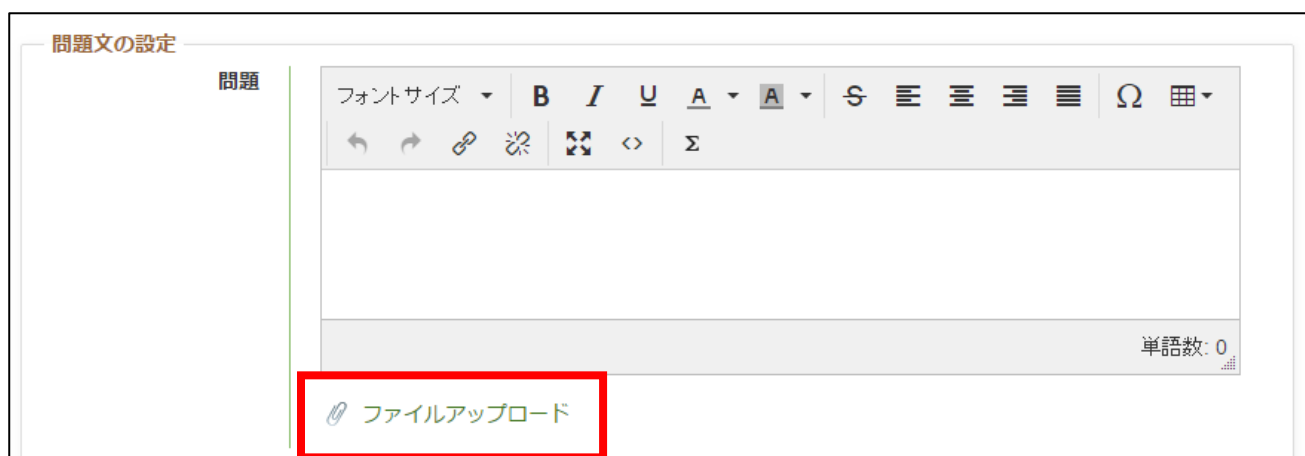 問題文の設定
問題
フォントサイズ B I U A A S Ω
<> Σ
単語数: 0
ファイルアップロード